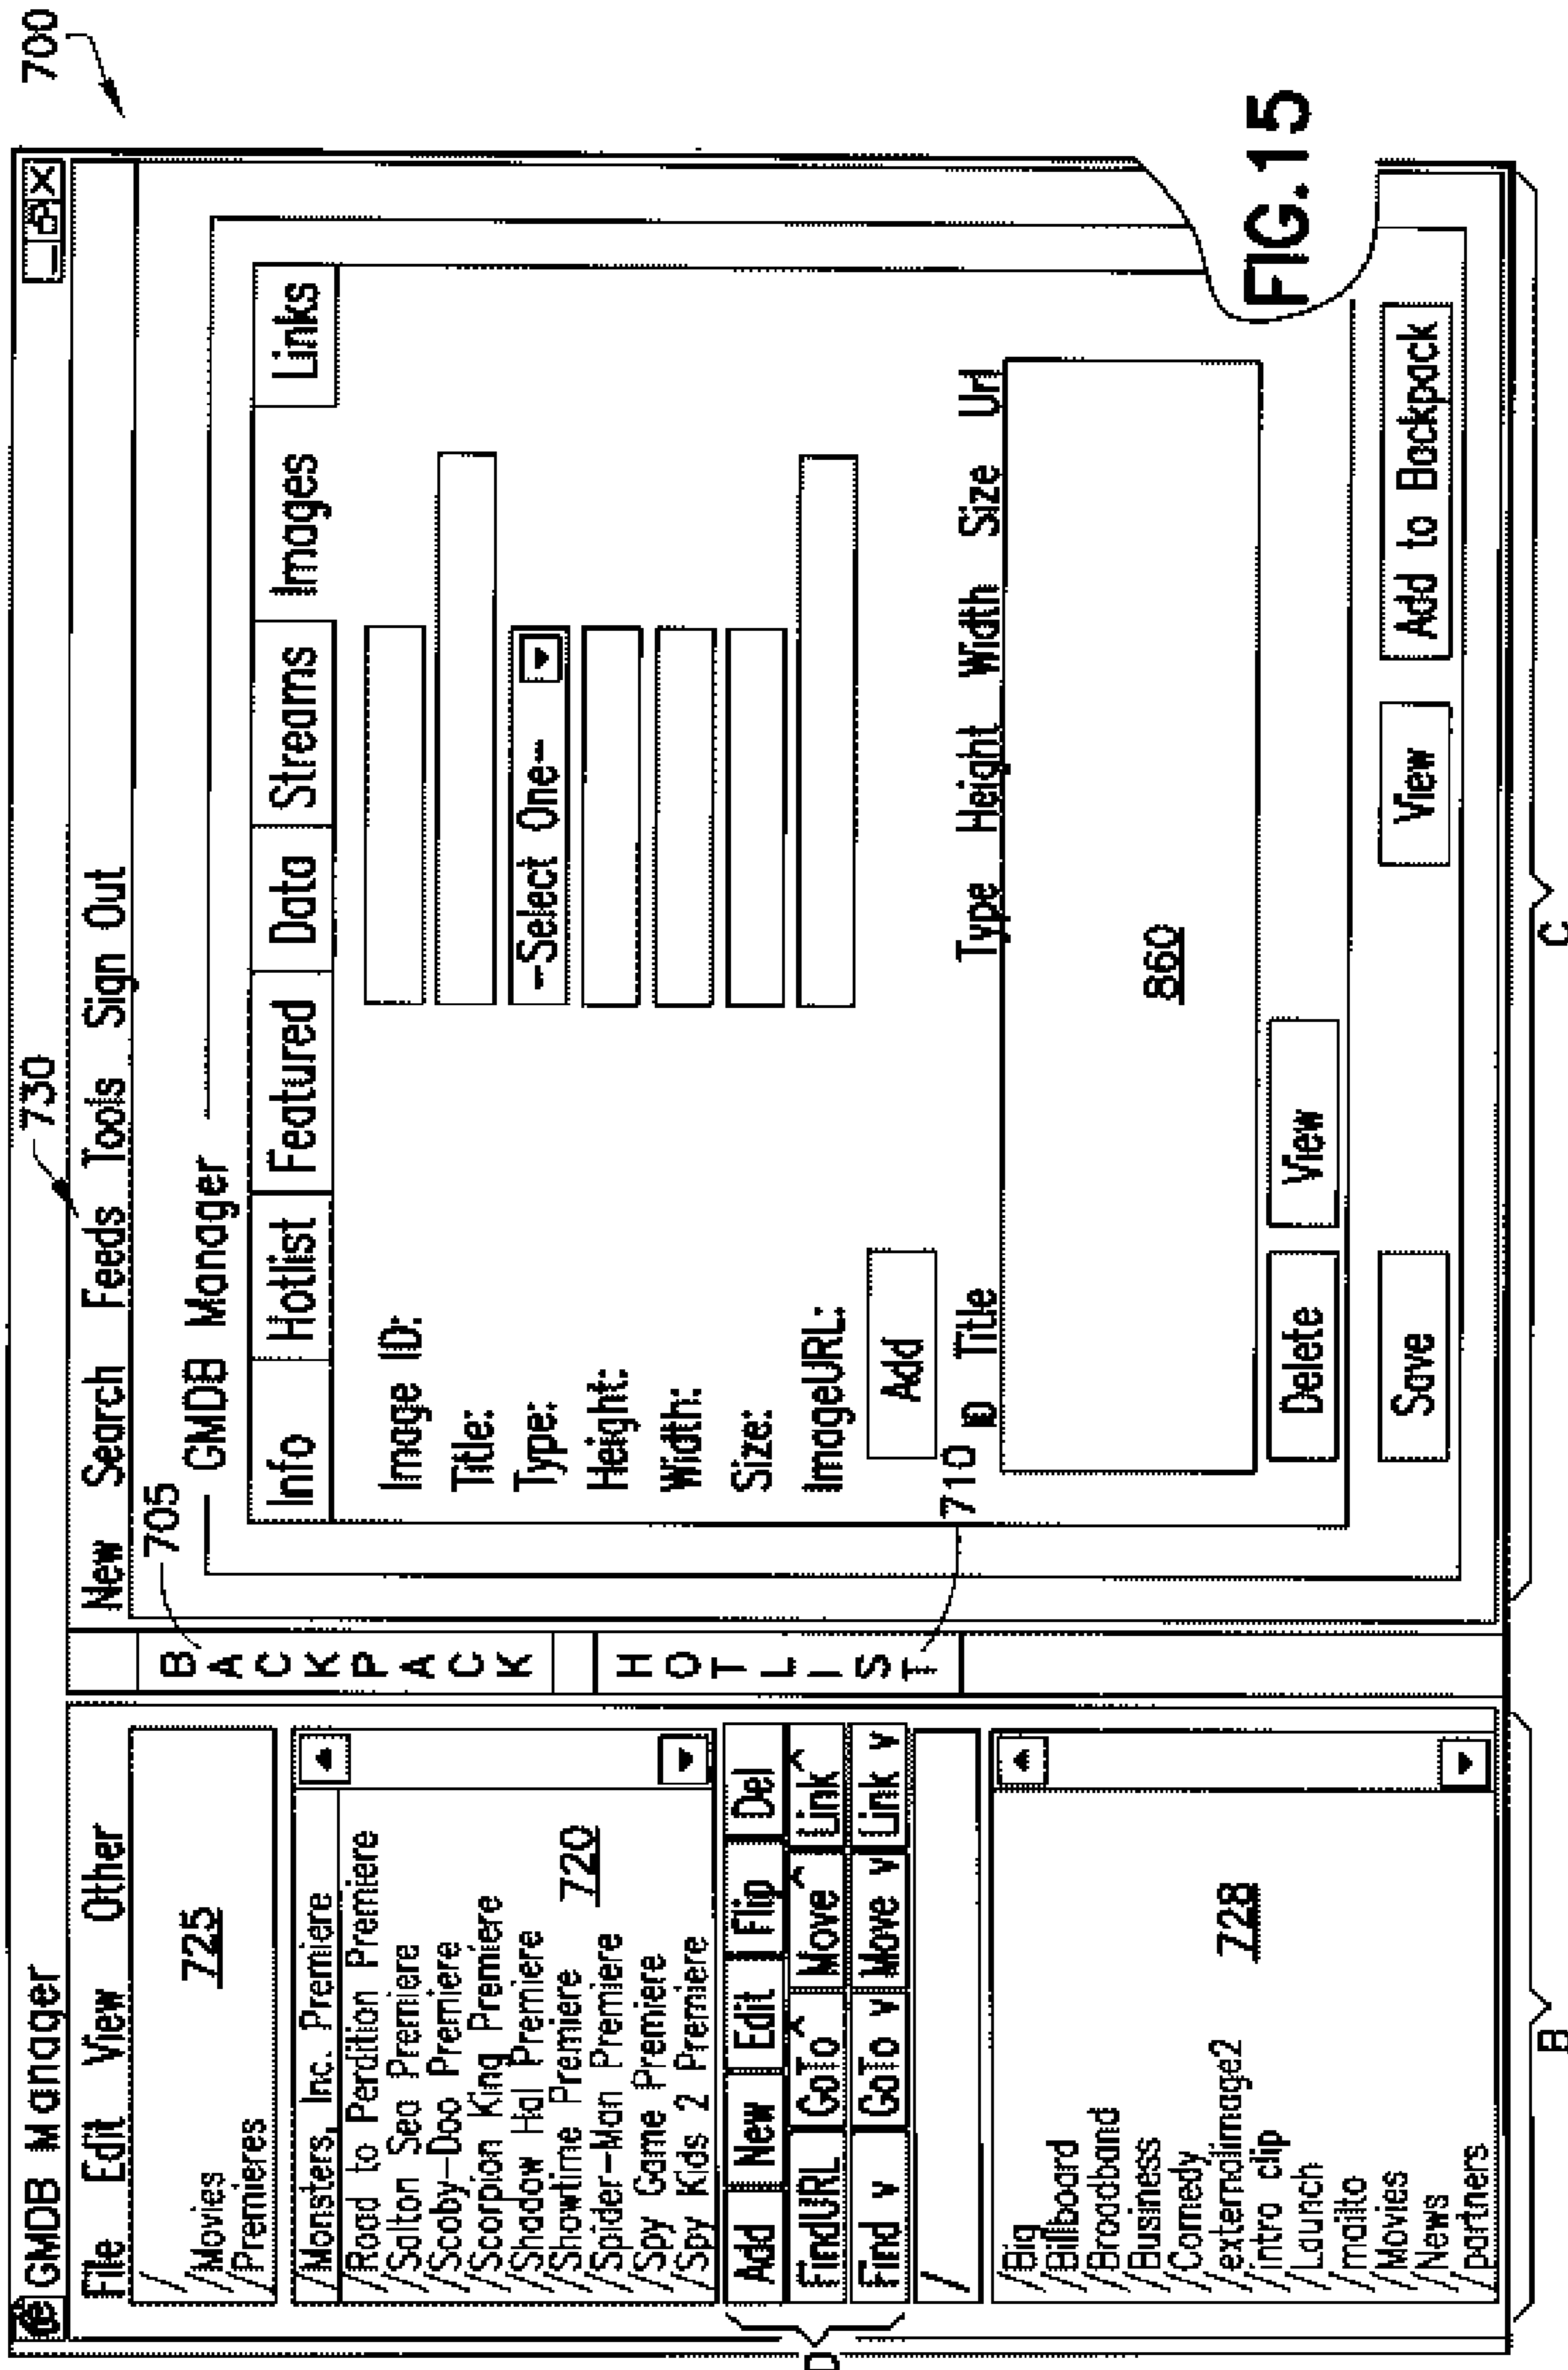 700
GMDB Manager
File Edit View Other
725
/
/Movies
/Premieres
/Monsters, Inc. Premiere
/Road to Perdition Premiere
/Salton Sea Premiere
/Scoby-Doo Premiere
/Scorpion King Premiere
/Shadow Hal Premiere
/Showtime Premiere
/Spider-Man Premiere
/Spy Game Premiere
/Spy Kids 2 Premiere
720
Add New Edit Flip Del
FindURL GoTo ^ Move ^ Link ^
Find v GoTo v Move v Link v
/
/Big
/Billboard
/Broadband
/Business
/Comedy
/externalimage2
/intro clip
/Launch
/mailto
/Movies
/News
/partners
728
D
B
BACKPACK
705
HOTLIST
710
730
New Search Feeds Tools Sign Out
GMDB Manager
Info Hotlist Featured Data Streams Images Links
Image ID:
Title:
Type: -Select One-
Height:
Width:
Size:
ImageURL:
Add
ID Title Type Height Width Size Url
860
Delete View
Save View Add to Backpack
C
FIG.15